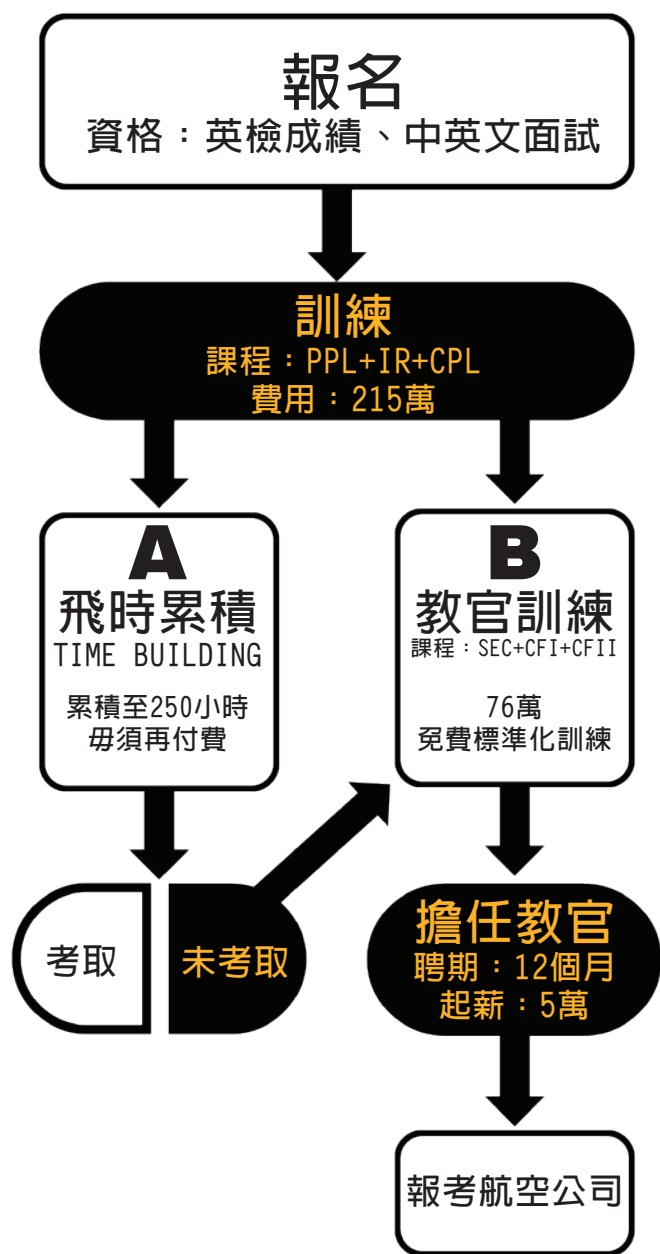 報名
資格：英檢成績、中英文面試
訓練
課程：PPL+IR+CPL
費用：215萬
A
飛時累積
TIME BUILDING
累積至250小時
毋須再付費
B
教官訓練
課程：SEC+CFI+CFII
76萬
免費標準化訓練
考取
未考取
擔任教官
聘期：12個月
起薪：5萬
報考航空公司